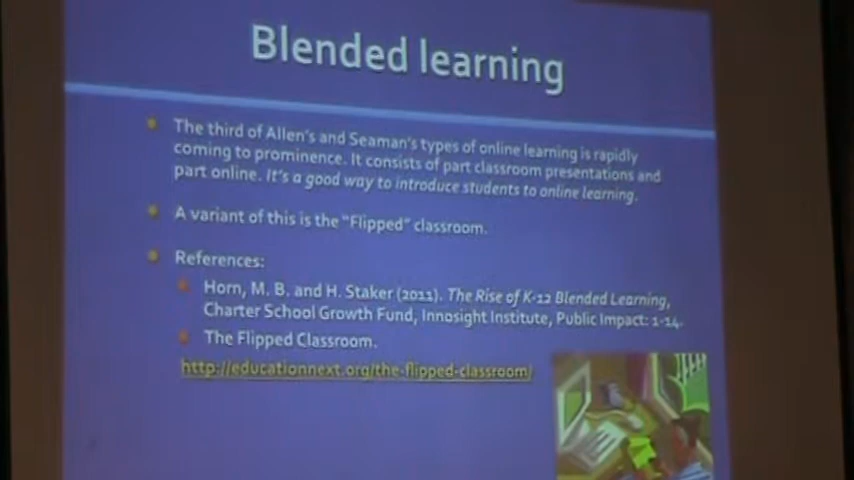 Blended learning
The third of Allen's and Seaman's types of online learning is rapidly
coming to prominence. It consists of part classroom presentations and
part online. It's a good way to introduce students to online learning.
A variant of this is the "Flipped" classroom.
References:
Horn, M. B. and H. Staker (2011). The Rise of K-12 Blended Learning,
Charter School Growth Fund, Innosight Institute, Public Impact: 1-14.
The Flipped Classroom.
http://educationnext.org/the-flipped-classroom/